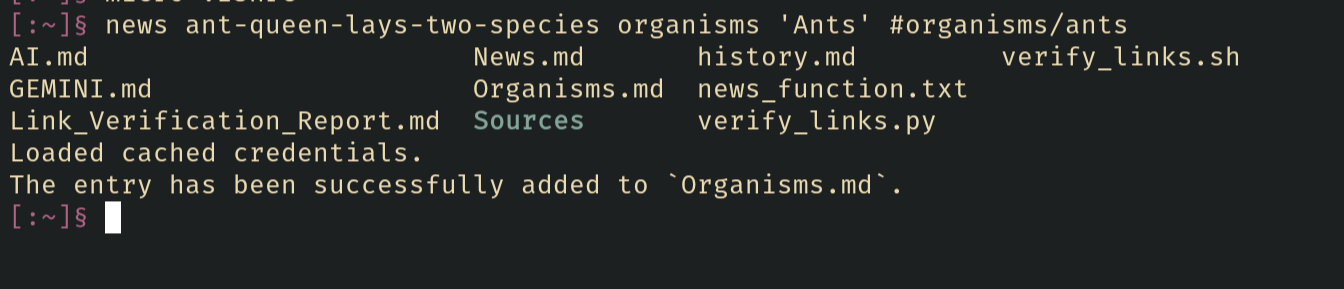 [:~]§ news ant-queen-lays-two-species organisms 'Ants' #organisms/ants
AI.md News.md history.md verify_links.sh
GEMINI.md Organisms.md news_function.txt
Link_Verification_Report.md Sources verify_links.py
Loaded cached credentials.
The entry has been successfully added to `Organisms.md`.
[:~]§